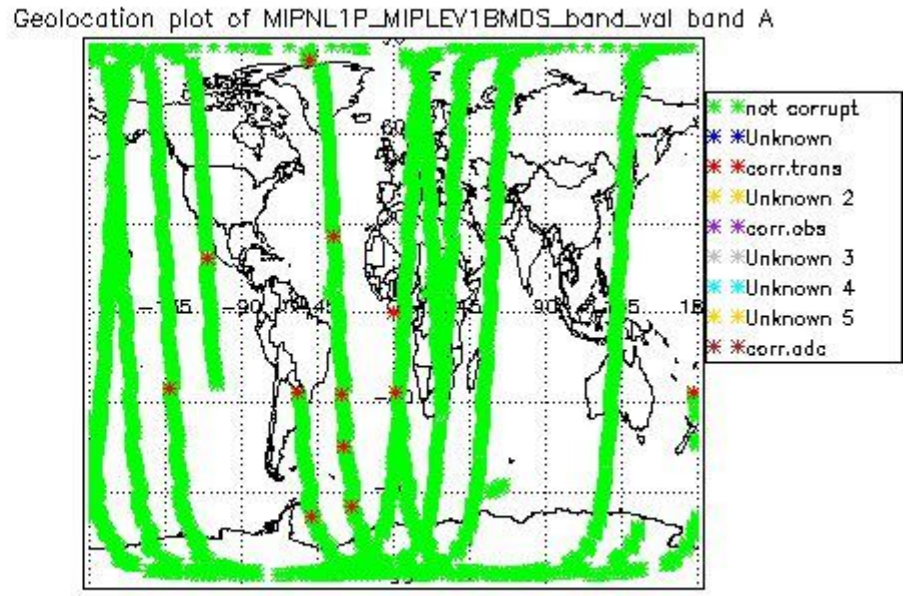 Geolocation plot of MIPNL1P_MIPLEV1BMDS_band_val band A
not corrupt
Unknown
corr.trans
Unknown 2
corr.obs
Unknown 3
Unknown 4
Unknown 5
corr.adc
60
-90
90